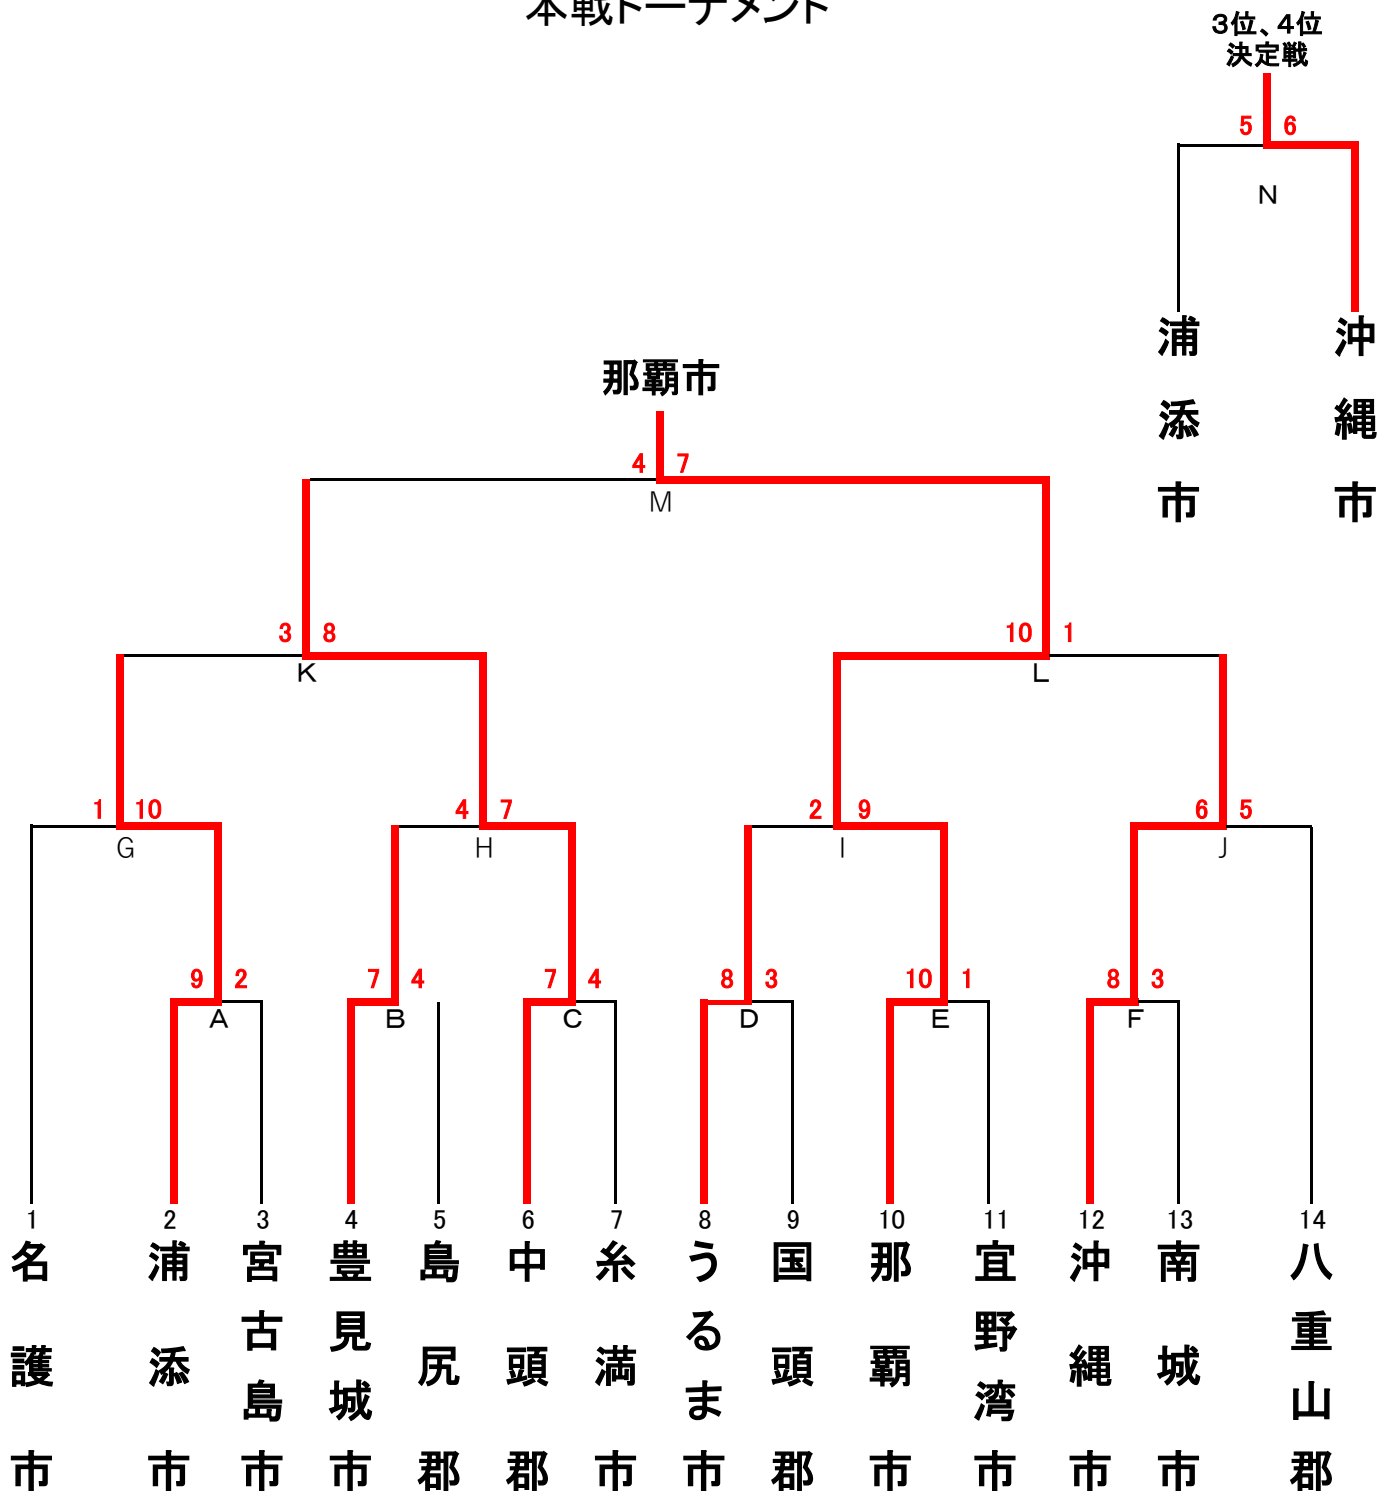 本戦トーナメント
3位、4位
決定戦
5 6
N
浦添市
沖縄市
那覇市
4 7
M
3 8
K
10 1
L
1 10
G
4 7
H
2 9
I
6 5
J
9 2
A
7 4
B
7 4
C
8 3
D
10 1
E
8 3
F
1 2 3 4 5 6 7 8 9 10 11 12 13 14
名護市
浦添市
宮古島市
豊見城市
島尻郡
中頭郡
糸満市
うるま市
国頭郡
那覇市
宜野湾市
沖縄市
南城市
八重山郡